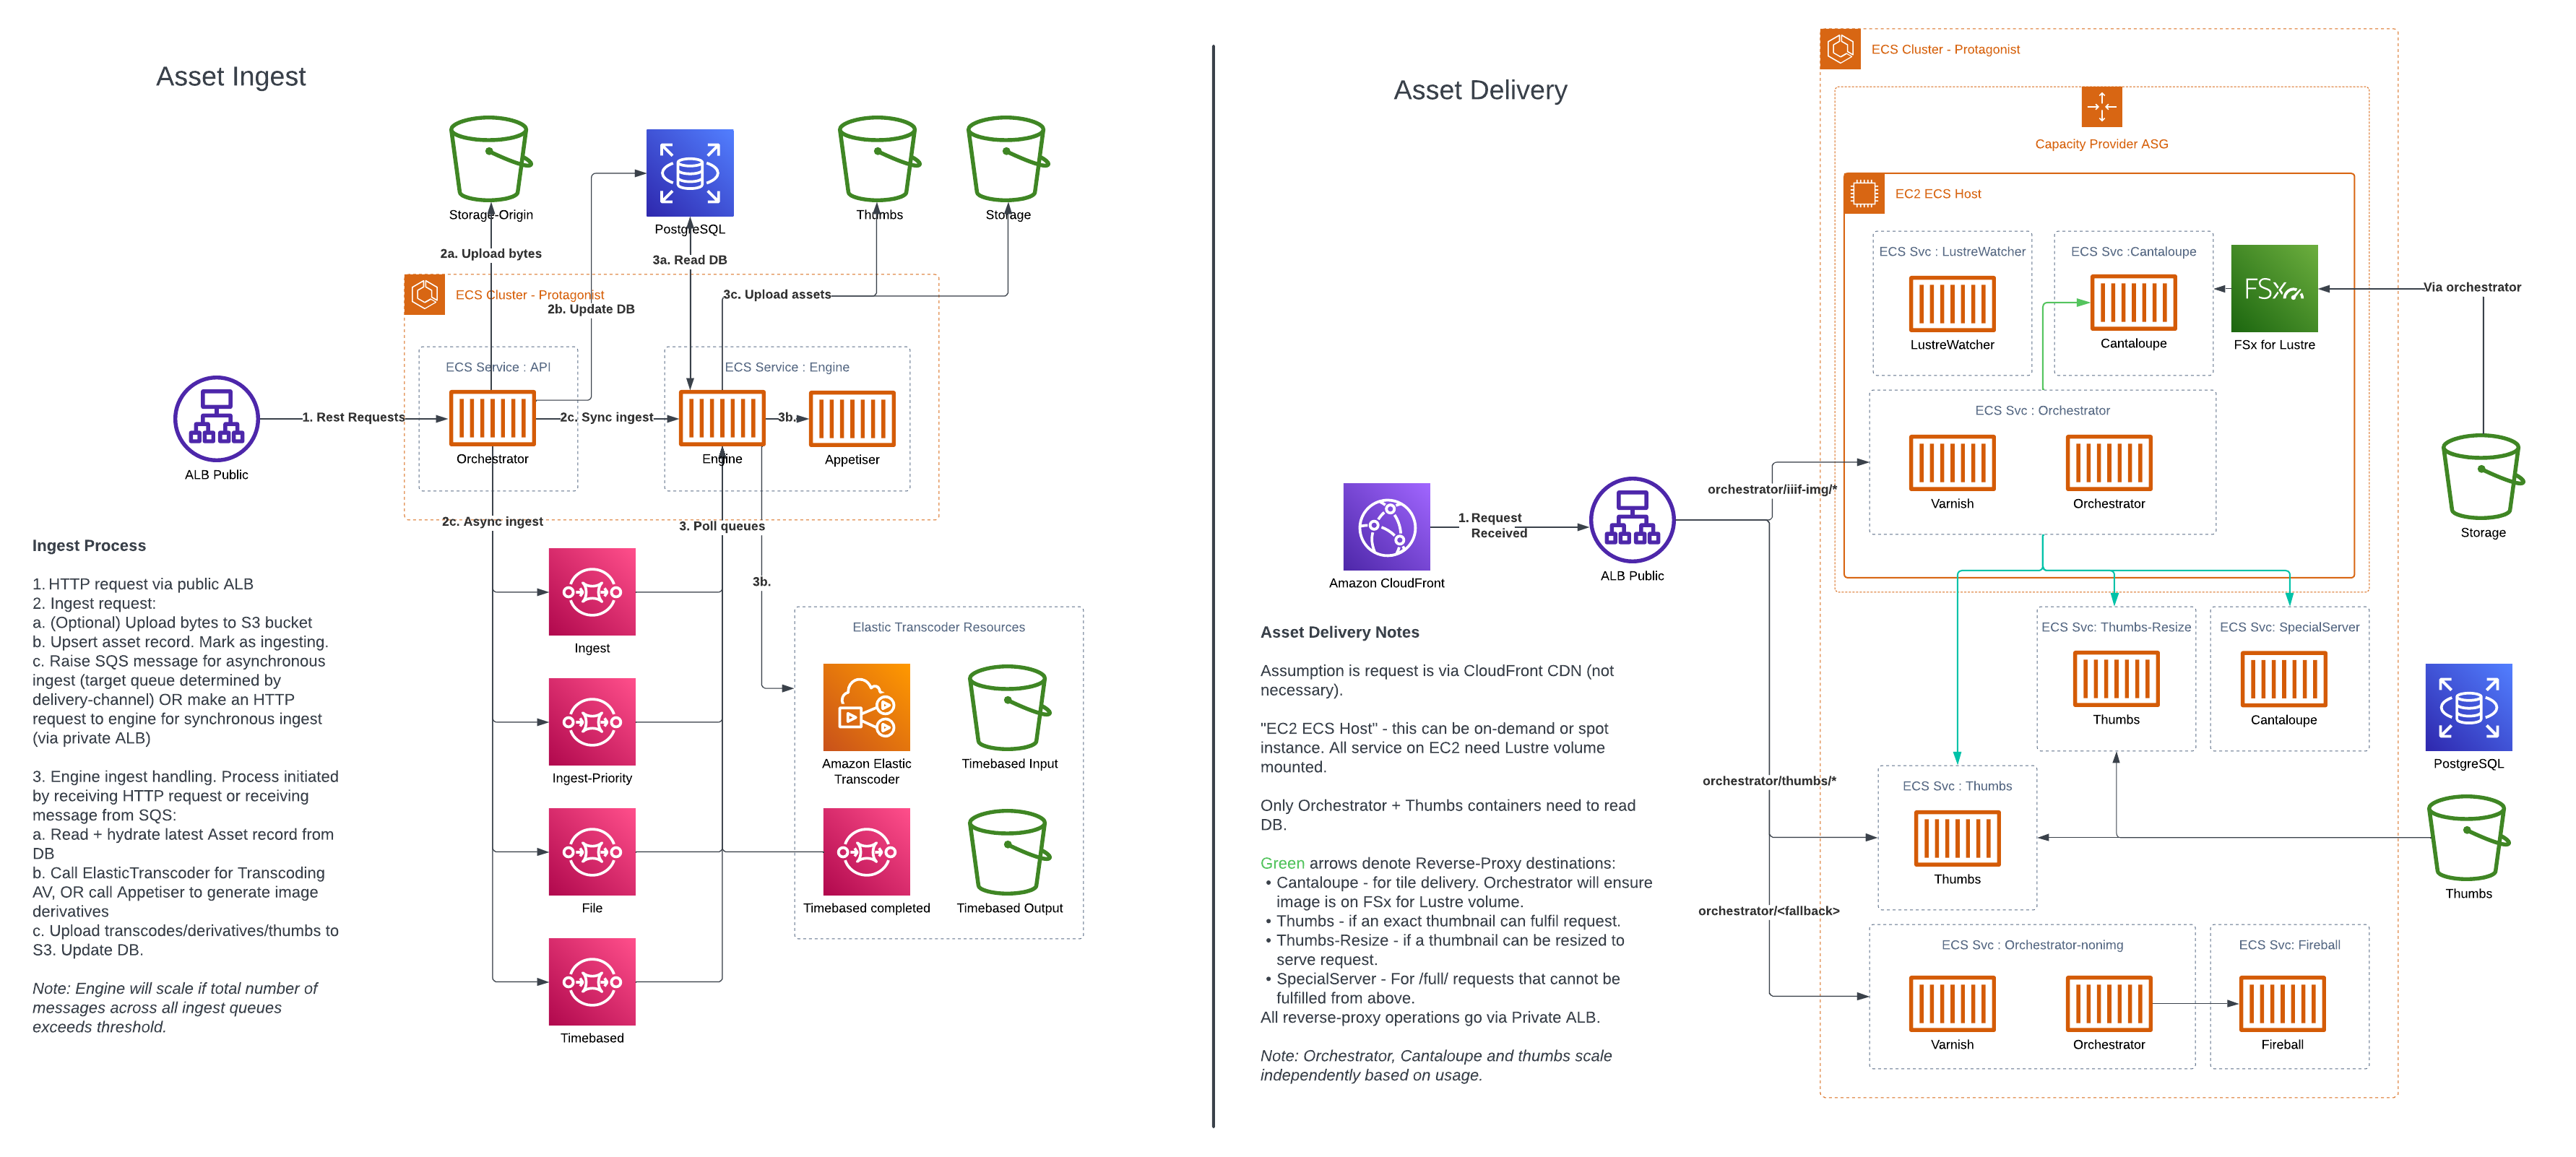 Asset Ingest
Storage-Origin
PostgreSQL
Thumbs
Storage
2a. Upload bytes
3a. Read DB
ECS Cluster - Protagonist
2b. Update DB
3c. Upload assets
ECS Service : API
ECS Service : Engine
1. Rest Requests
2c. Sync ingest
3b.
Orchestrator
Engine
Appetiser
ALB Public
2c. Async ingest
3. Poll queues
3b.
Ingest
Ingest-Priority
File
Timebased
Elastic Transcoder Resources
Amazon Elastic
Transcoder
Timebased Input
Timebased completed
Timebased Output
Ingest Process
1. HTTP request via public ALB
2. Ingest request:
a. (Optional) Upload bytes to S3 bucket
b. Upsert asset record. Mark as ingesting.
c. Raise SQS message for asynchronous
ingest (target queue determined by
delivery-channel) OR make an HTTP
request to engine for synchronous ingest
(via private ALB)
3. Engine ingest handling. Process initiated
by receiving HTTP request or receiving
message from SQS:
a. Read + hydrate latest Asset record from
DB
b. Call ElasticTranscoder for Transcoding
AV, OR call Appetiser to generate image
derivatives
c. Upload transcodes/derivatives/thumbs to
S3. Update DB.
Note: Engine will scale if total number of
messages across all ingest queues
exceeds threshold.
Asset Delivery
ECS Cluster - Protagonist
Capacity Provider ASG
EC2 ECS Host
ECS Svc : LustreWatcher
LustreWatcher
ECS Svc :Cantaloupe
Cantaloupe
FSx
FSx for Lustre
Via orchestrator
Storage
ECS Svc : Orchestrator
Varnish
Orchestrator
Amazon CloudFront
1. Request
Received
ALB Public
orchestrator/iiif-img/*
orchestrator/thumbs/*
orchestrator/<fallback>
ECS Svc: Thumbs-Resize
Thumbs
ECS Svc: SpecialServer
Cantaloupe
PostgreSQL
ECS Svc : Thumbs
Thumbs
Thumbs
ECS Svc : Orchestrator-nonimg
Varnish
Orchestrator
ECS Svc: Fireball
Fireball
Asset Delivery Notes
Assumption is request is via CloudFront CDN (not
necessary).
"EC2 ECS Host" - this can be on-demand or spot
instance. All service on EC2 need Lustre volume
mounted.
Only Orchestrator + Thumbs containers need to read
DB.
Green arrows denote Reverse-Proxy destinations:
• Cantaloupe - for tile delivery. Orchestrator will ensure
image is on FSx for Lustre volume.
• Thumbs - if an exact thumbnail can fulfil request.
• Thumbs-Resize - if a thumbnail can be resized to
serve request.
• SpecialServer - For /full/ requests that cannot be
fulfilled from above.
All reverse-proxy operations go via Private ALB.
Note: Orchestrator, Cantaloupe and thumbs scale
independently based on usage.